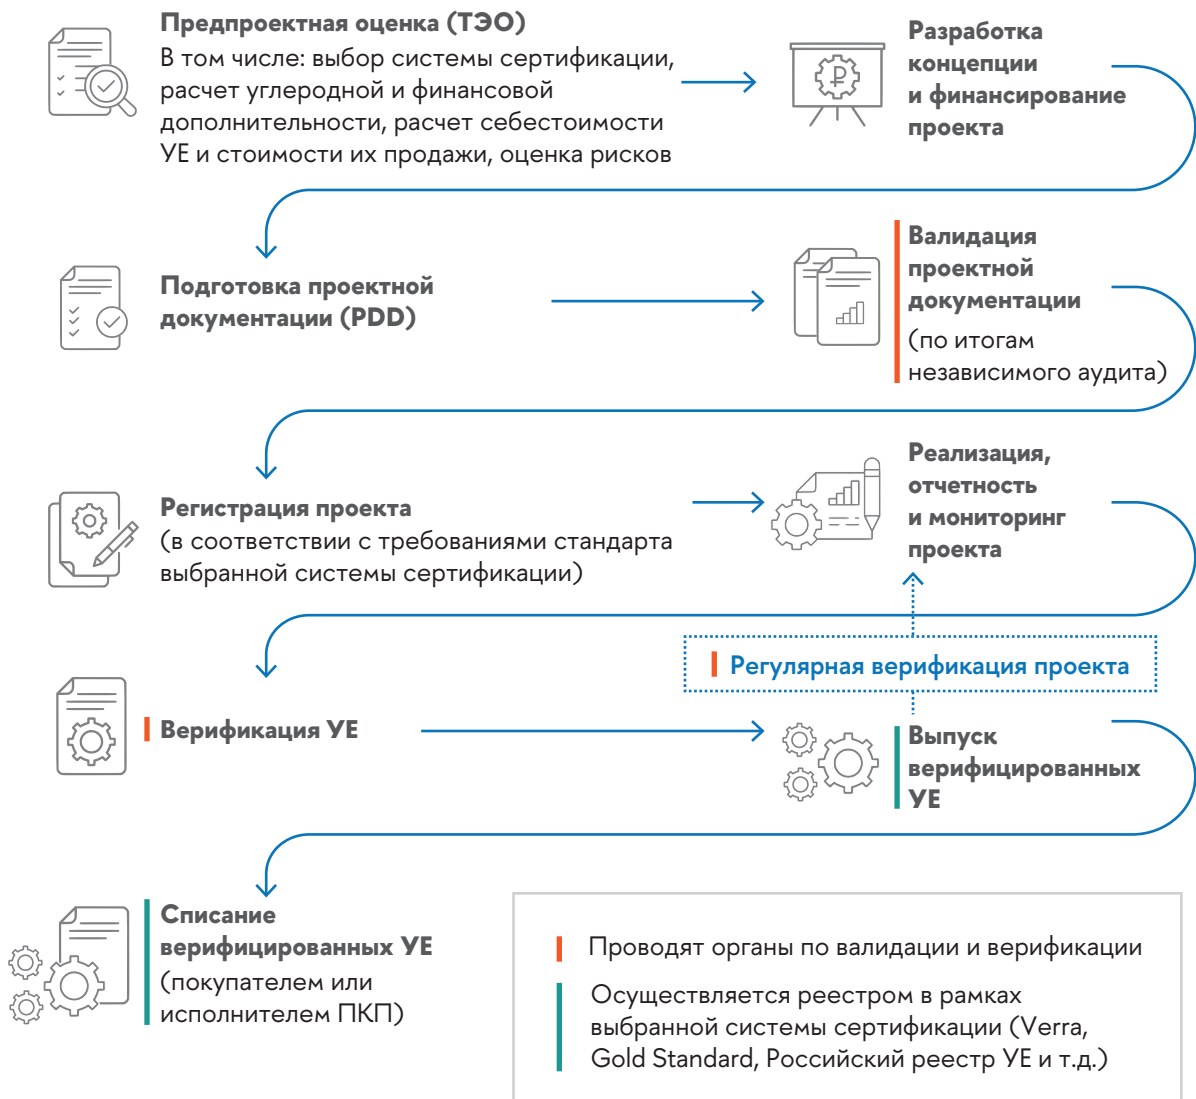 Предпроектная оценка (ТЭО)
В том числе: выбор системы сертификации,
расчет углеродной и финансовой
дополнительности, расчет себестоимости
УЕ и стоимости их продажи, оценка рисков
Разработка
концепции
и финансирование
проекта
Подготовка проектной
документации (PDD)
Валидация
проектной
документации
(по итогам
независимого аудита)
Регистрация проекта
(в соответствии с требованиями стандарта
выбранной системы сертификации)
Реализация,
отчетность
и мониторинг
проекта
Регулярная верификация проекта
Верификация УЕ
Выпуск
верифицированных
УЕ
Списание
верифицированных УЕ
(покупателем или
исполнителем ПКП)
Проводят органы по валидации и верификации
Осуществляется реестром в рамках
выбранной системы сертификации (Verra,
Gold Standard, Российский реестр УЕ и т.д.)